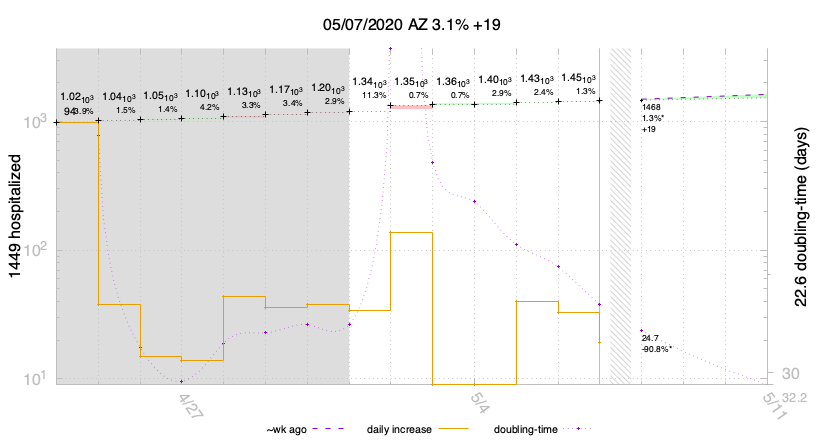 05/07/2020 AZ 3.1% +19
1.02₁₀3 1.04₁₀3 1.05₁₀3 1.10₁₀3 1.13₁₀3 1.17₁₀3 1.20₁₀3 1.34₁₀3 1.35₁₀3 1.36₁₀3 1.40₁₀3 1.43₁₀3 1.45₁₀3
3.9% 1.5% 1.4% 4.2% 3.3% 3.4% 2.9% 11.3% 0.7% 0.7% 2.9% 2.4% 1.3%
1468
1.3%*
+19
10³
10²
10¹
1449 hospitalized
22.6 doubling-time (days)
24.7
-90.8%*
30
32.2
4/27 5/4 5/11
~wk ago daily increase doubling-time